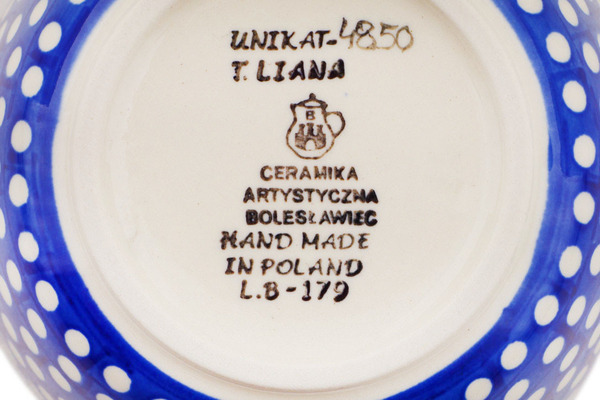 UNIKAT-4850
T. LIANA
B
CERAMIKA
ARTYSTYCZNA
BOLESŁAWIEC
HAND MADE
IN POLAND
L.B-179